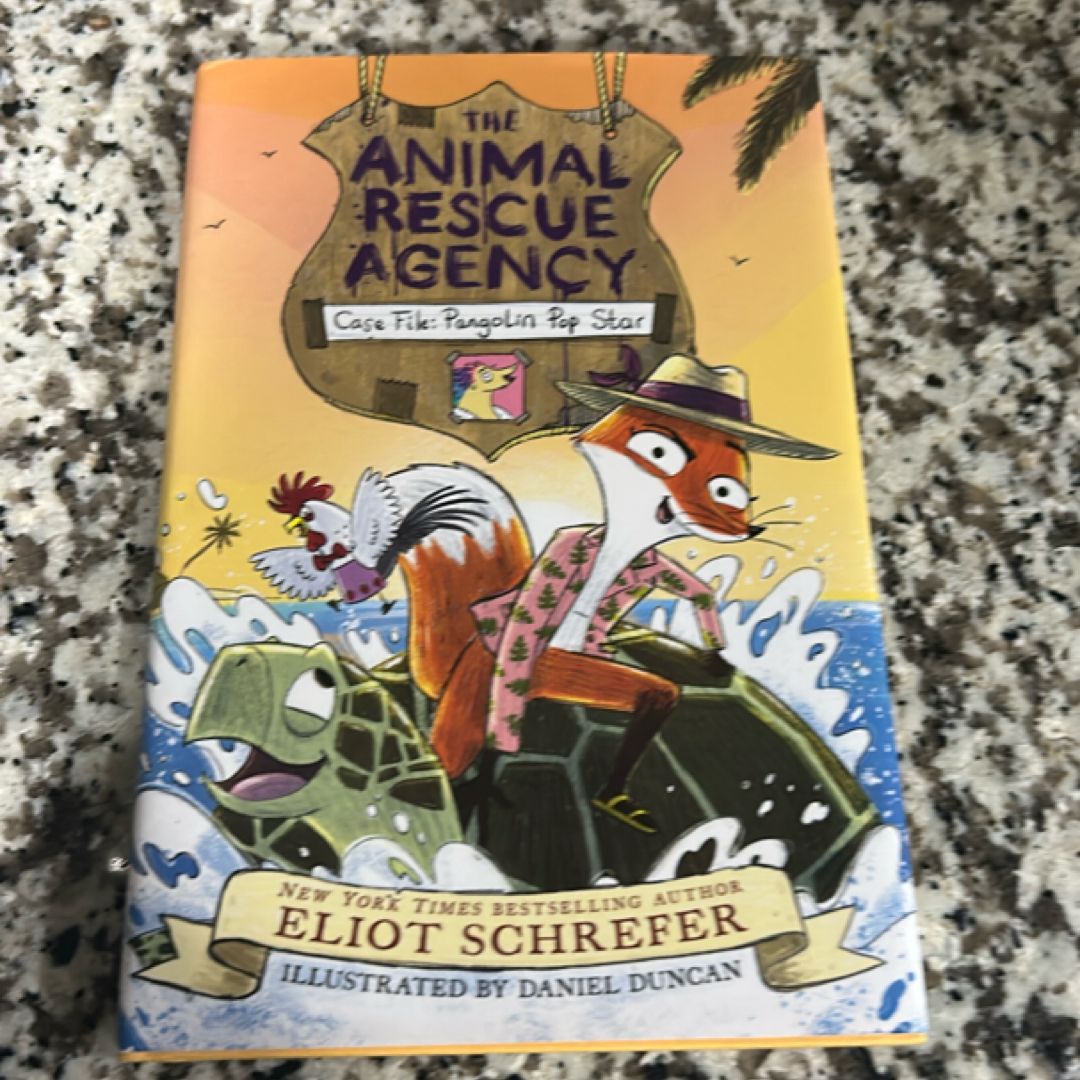 THE
ANIMAL
RESCUE
AGENCY
Case File: Pangolin Pop Star
NEW YORK TIMES BESTSELLING AUTHOR
ELIOT SCHREFER
ILLUSTRATED BY DANIEL DUNCAN